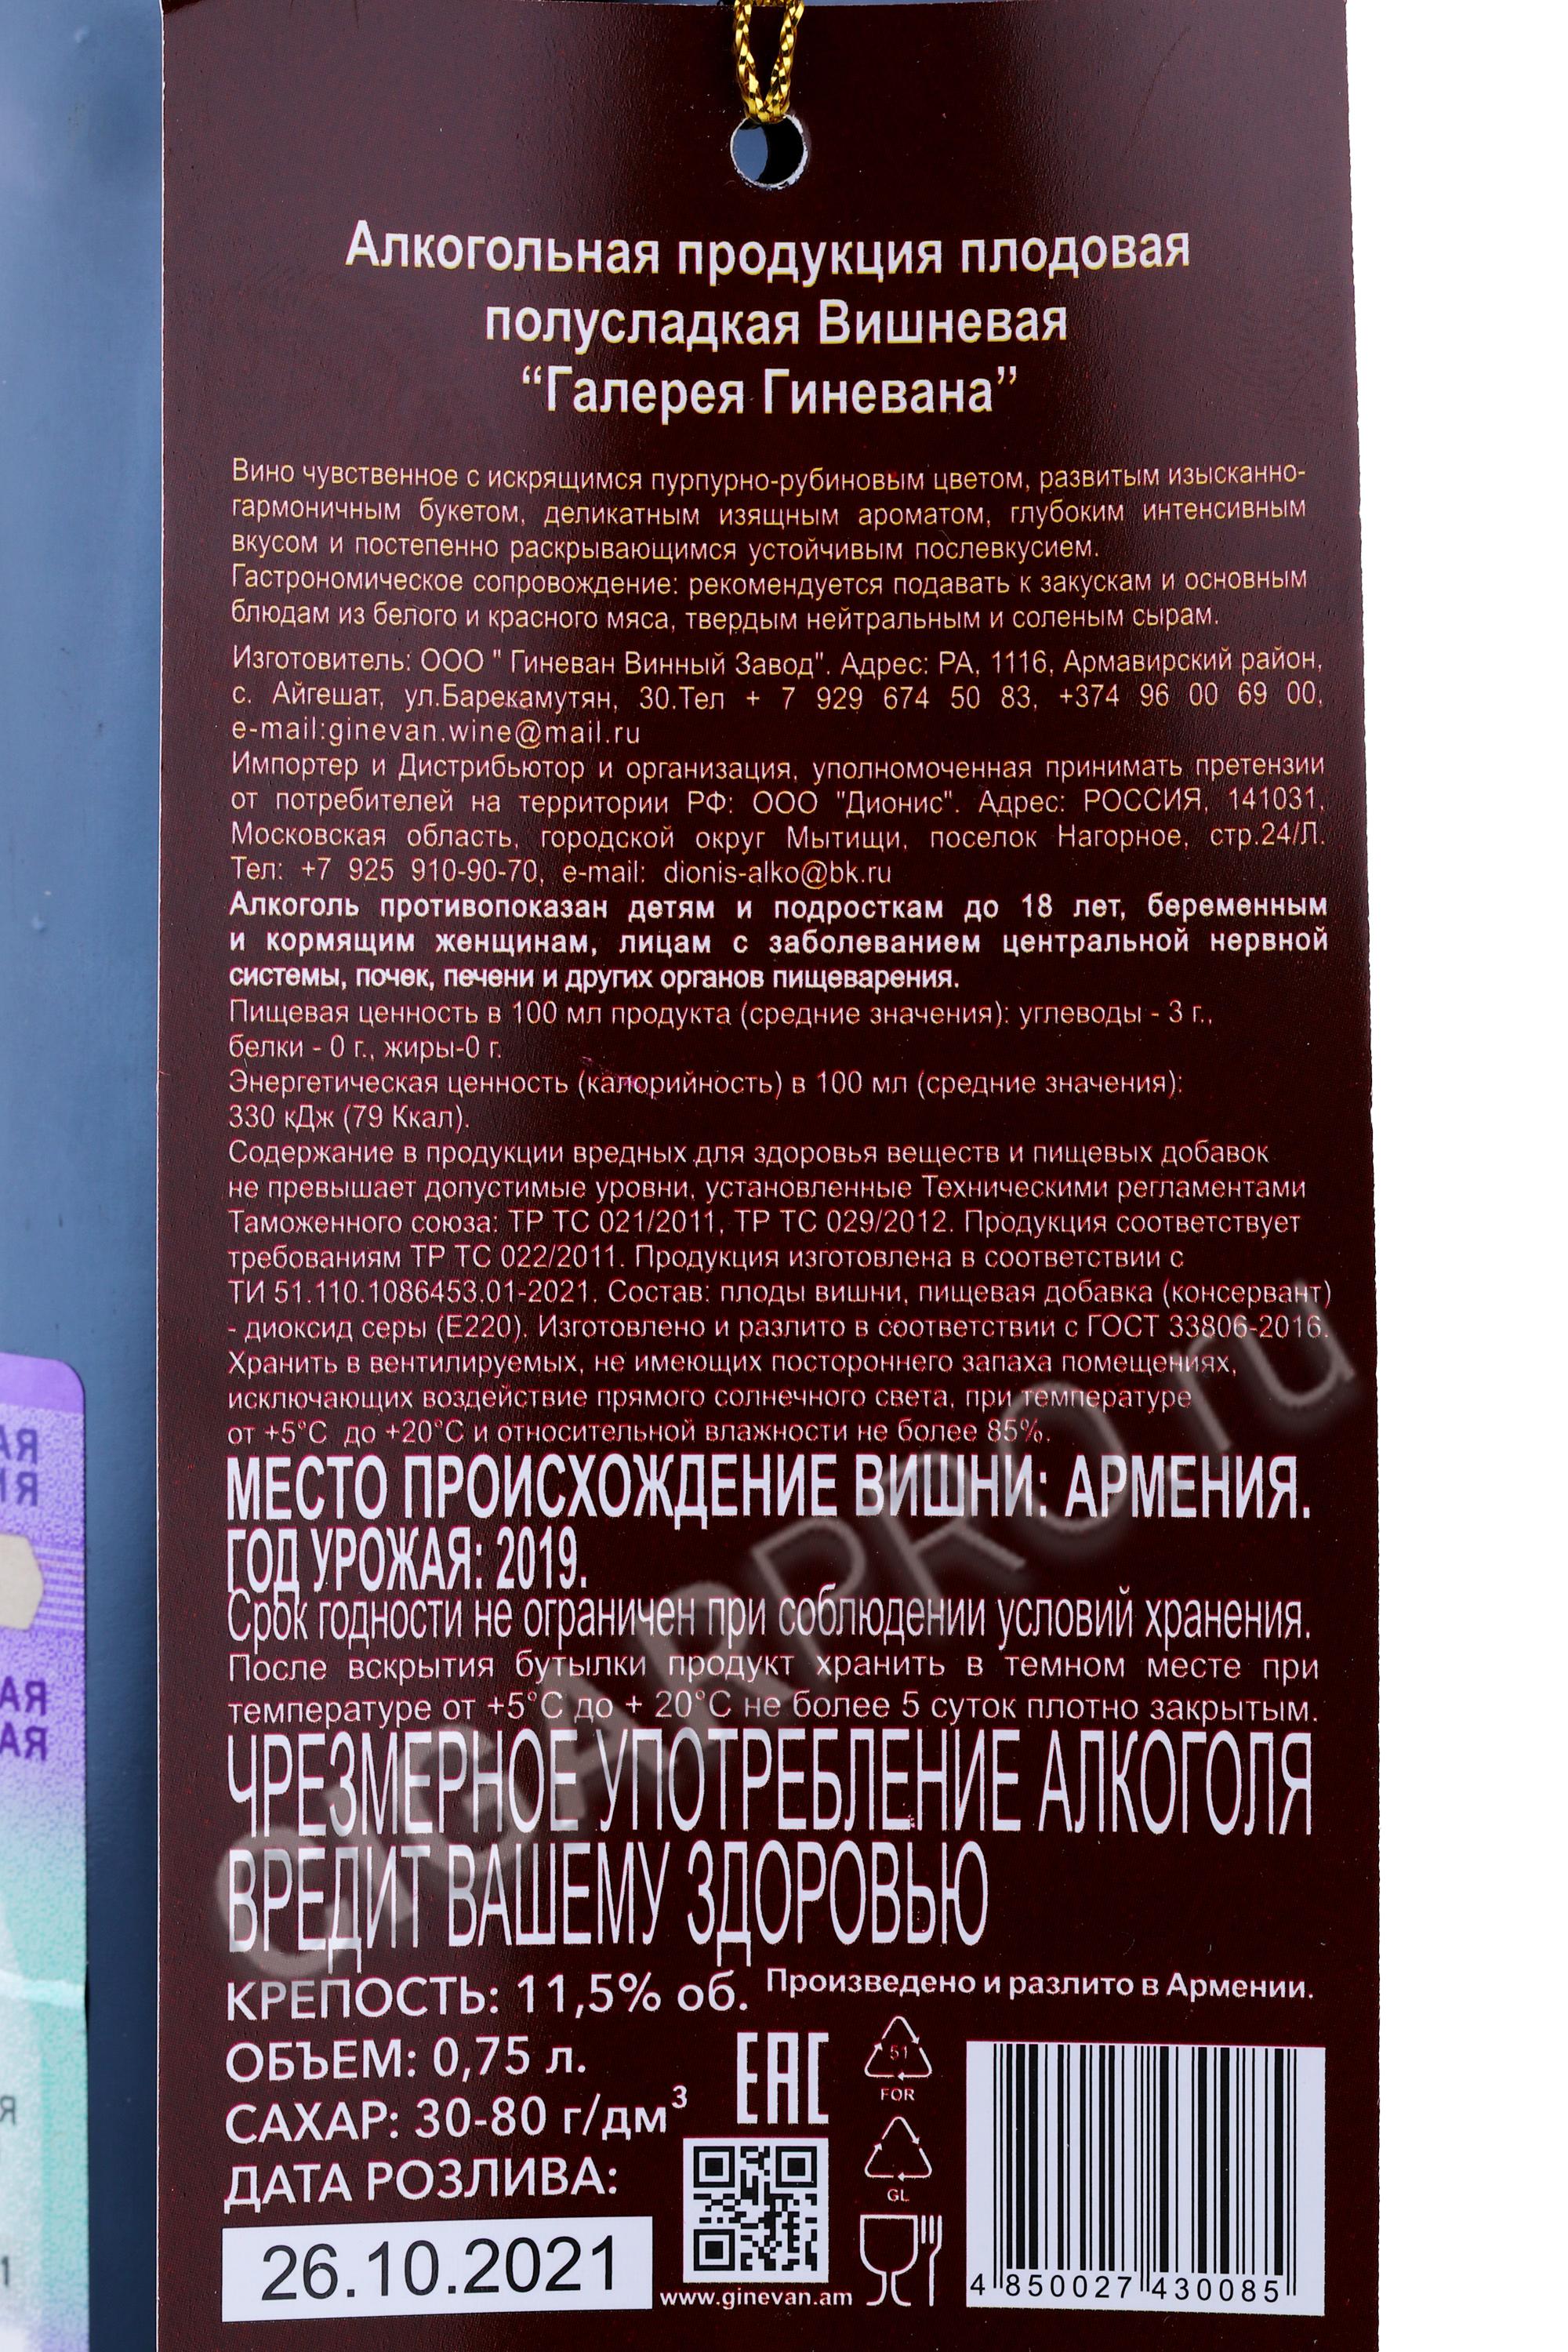 Алкогольная продукция плодовая
полусладкая Вишневая
“Галерея Гиневана”
Вино чувственное с искрящимся пурпурно-рубиновым цветом, развитым изысканно-
гармоничным букетом, деликатным изящным ароматом, глубоким интенсивным
вкусом и постепенно раскрывающимся устойчивым послевкусием.
Гастрономическое сопровождение: рекомендуется подавать к закускам и основным
блюдам из белого и красного мяса, твердым нейтральным и соленым сырам.
Изготовитель: ООО " Гиневан Винный Завод". Адрес: РА, 1116, Армавирский район,
с. Айгешат, ул.Барекамутян, 30.Тел + 7 929 674 50 83, +374 96 00 69 00,
e-mail:ginevan.wine@mail.ru
Импортер и Дистрибьютор и организация, уполномоченная принимать претензии
от потребителей на территории РФ: ООО "Дионис". Адрес: РОССИЯ, 141031,
Московская область, городской округ Мытищи, поселок Нагорное, стр.24/Л.
Тел: +7 925 910-90-70, e-mail: dionis-alko@bk.ru
Алкоголь противопоказан детям и подросткам до 18 лет, беременным
и кормящим женщинам, лицам с заболеванием центральной нервной
системы, почек, печени и других органов пищеварения.
Пищевая ценность в 100 мл продукта (средние значения): углеводы - 3 г.,
белки - 0 г., жиры-0 г.
Энергетическая ценность (калорийность) в 100 мл (средние значения):
330 кДж (79 Ккал).
Содержание в продукции вредных для здоровья веществ и пищевых добавок
не превышает допустимые уровни, установленные Техническими регламентами
Таможенного союза: ТР ТС 021/2011, ТР ТС 029/2012. Продукция соответствует
требованиям ТР ТС 022/2011. Продукция изготовлена в соответствии с
ТИ 51.110.1086453.01-2021. Состав: плоды вишни, пищевая добавка (консервант)
- диоксид серы (Е220). Изготовлено и разлито в соответствии с ГОСТ 33806-2016.
Хранить в вентилируемых, не имеющих постороннего запаха помещениях,
исключающих воздействие прямого солнечного света, при температуре
от +5°С до +20°С и относительной влажности не более 85%.
МЕСТО ПРОИСХОЖДЕНИЕ ВИШНИ: АРМЕНИЯ.
ГОД УРОЖАЯ: 2019.
Срок годности не ограничен при соблюдении условий хранения.
После вскрытия бутылки продукт хранить в темном месте при
температуре от +5°С до + 20°С не более 5 суток плотно закрытым.
ЧРЕЗМЕРНОЕ УПОТРЕБЛЕНИЕ АЛКОГОЛЯ
ВРЕДИТ ВАШЕМУ ЗДОРОВЬЮ
КРЕПОСТЬ: 11,5% об. Произведено и разлито в Армении.
ОБЪЕМ: 0,75 л.
САХАР: 30-80 г/дм³
ДАТА РОЗЛИВА:
26.10.2021
EAC
51
FOR
GL
www.ginevan.am
4 850027 430085
CIGARPRO.ru